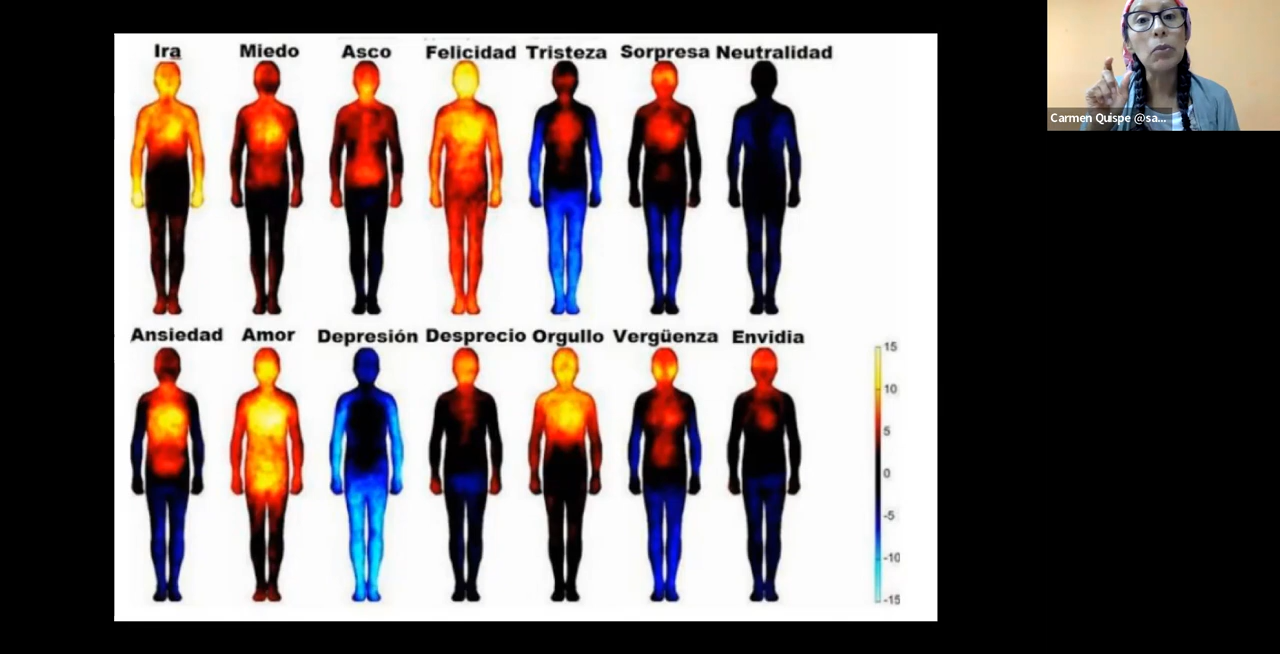 Ira Miedo Asco Felicidad Tristeza Sorpresa Neutralidad
Carmen Quispe @sa...
Ansiedad Amor Depresión Desprecio Orgullo Vergüenza Envidia
15
10
5
0
-5
-10
-15